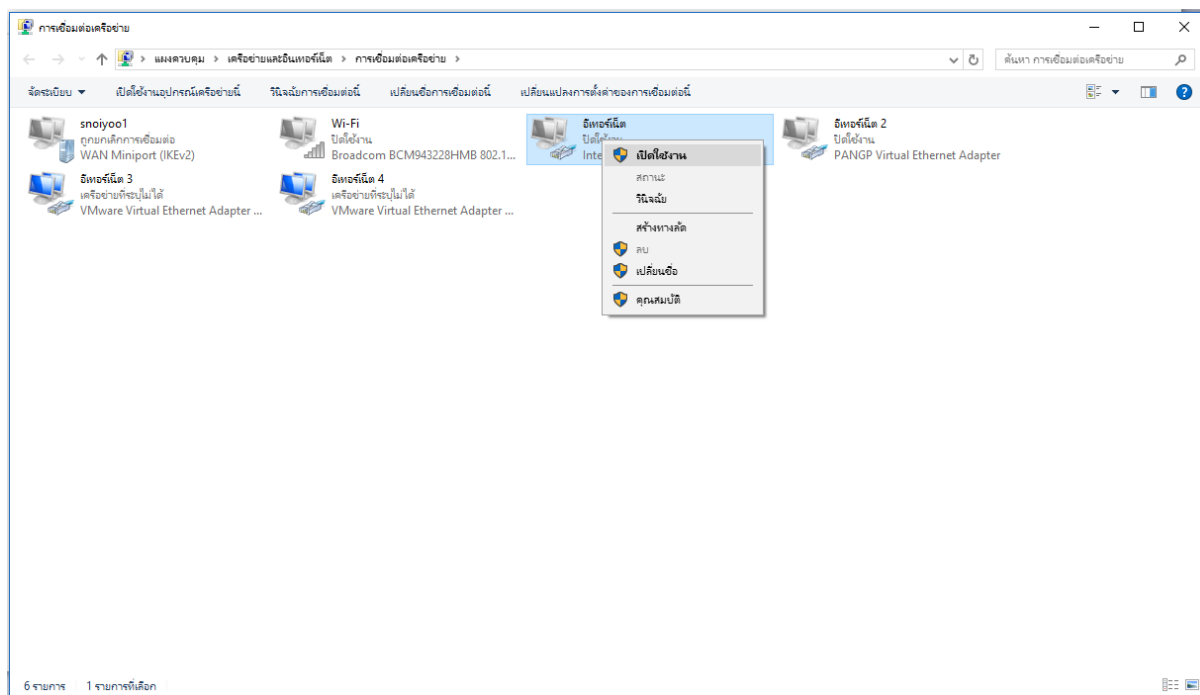 การเชื่อมต่อเครือข่าย
แผงควบคุม > เครือข่ายและอินเทอร์เน็ต > การเชื่อมต่อเครือข่าย >
ค้นหา การเชื่อมต่อเครือข่าย
จัดระเบียบ เปิดใช้งานอุปกรณ์เครือข่ายนี้ วินิจฉัยการเชื่อมต่อนี้ เปลี่ยนชื่อการเชื่อมต่อนี้ เปลี่ยนแปลงการตั้งค่าของการเชื่อมต่อนี้
snoiyoo1
ถูกยกเลิกการเชื่อมต่อ
WAN Miniport (IKEv2)
Wi-Fi
ปิดใช้งาน
Broadcom BCM943228HMB 802.1...
อีเทอร์เน็ต
ปิดใช้งาน
Inte
อีเทอร์เน็ต 2
ปิดใช้งาน
PANGP Virtual Ethernet Adapter
อีเทอร์เน็ต 3
เครือข่ายที่ระบุไม่ได้
VMware Virtual Ethernet Adapter ...
อีเทอร์เน็ต 4
เครือข่ายที่ระบุไม่ได้
VMware Virtual Ethernet Adapter ...
เปิดใช้งาน
สถานะ
วินิจฉัย
สร้างทางลัด
ลบ
เปลี่ยนชื่อ
คุณสมบัติ
6 รายการ 1 รายการที่เลือก